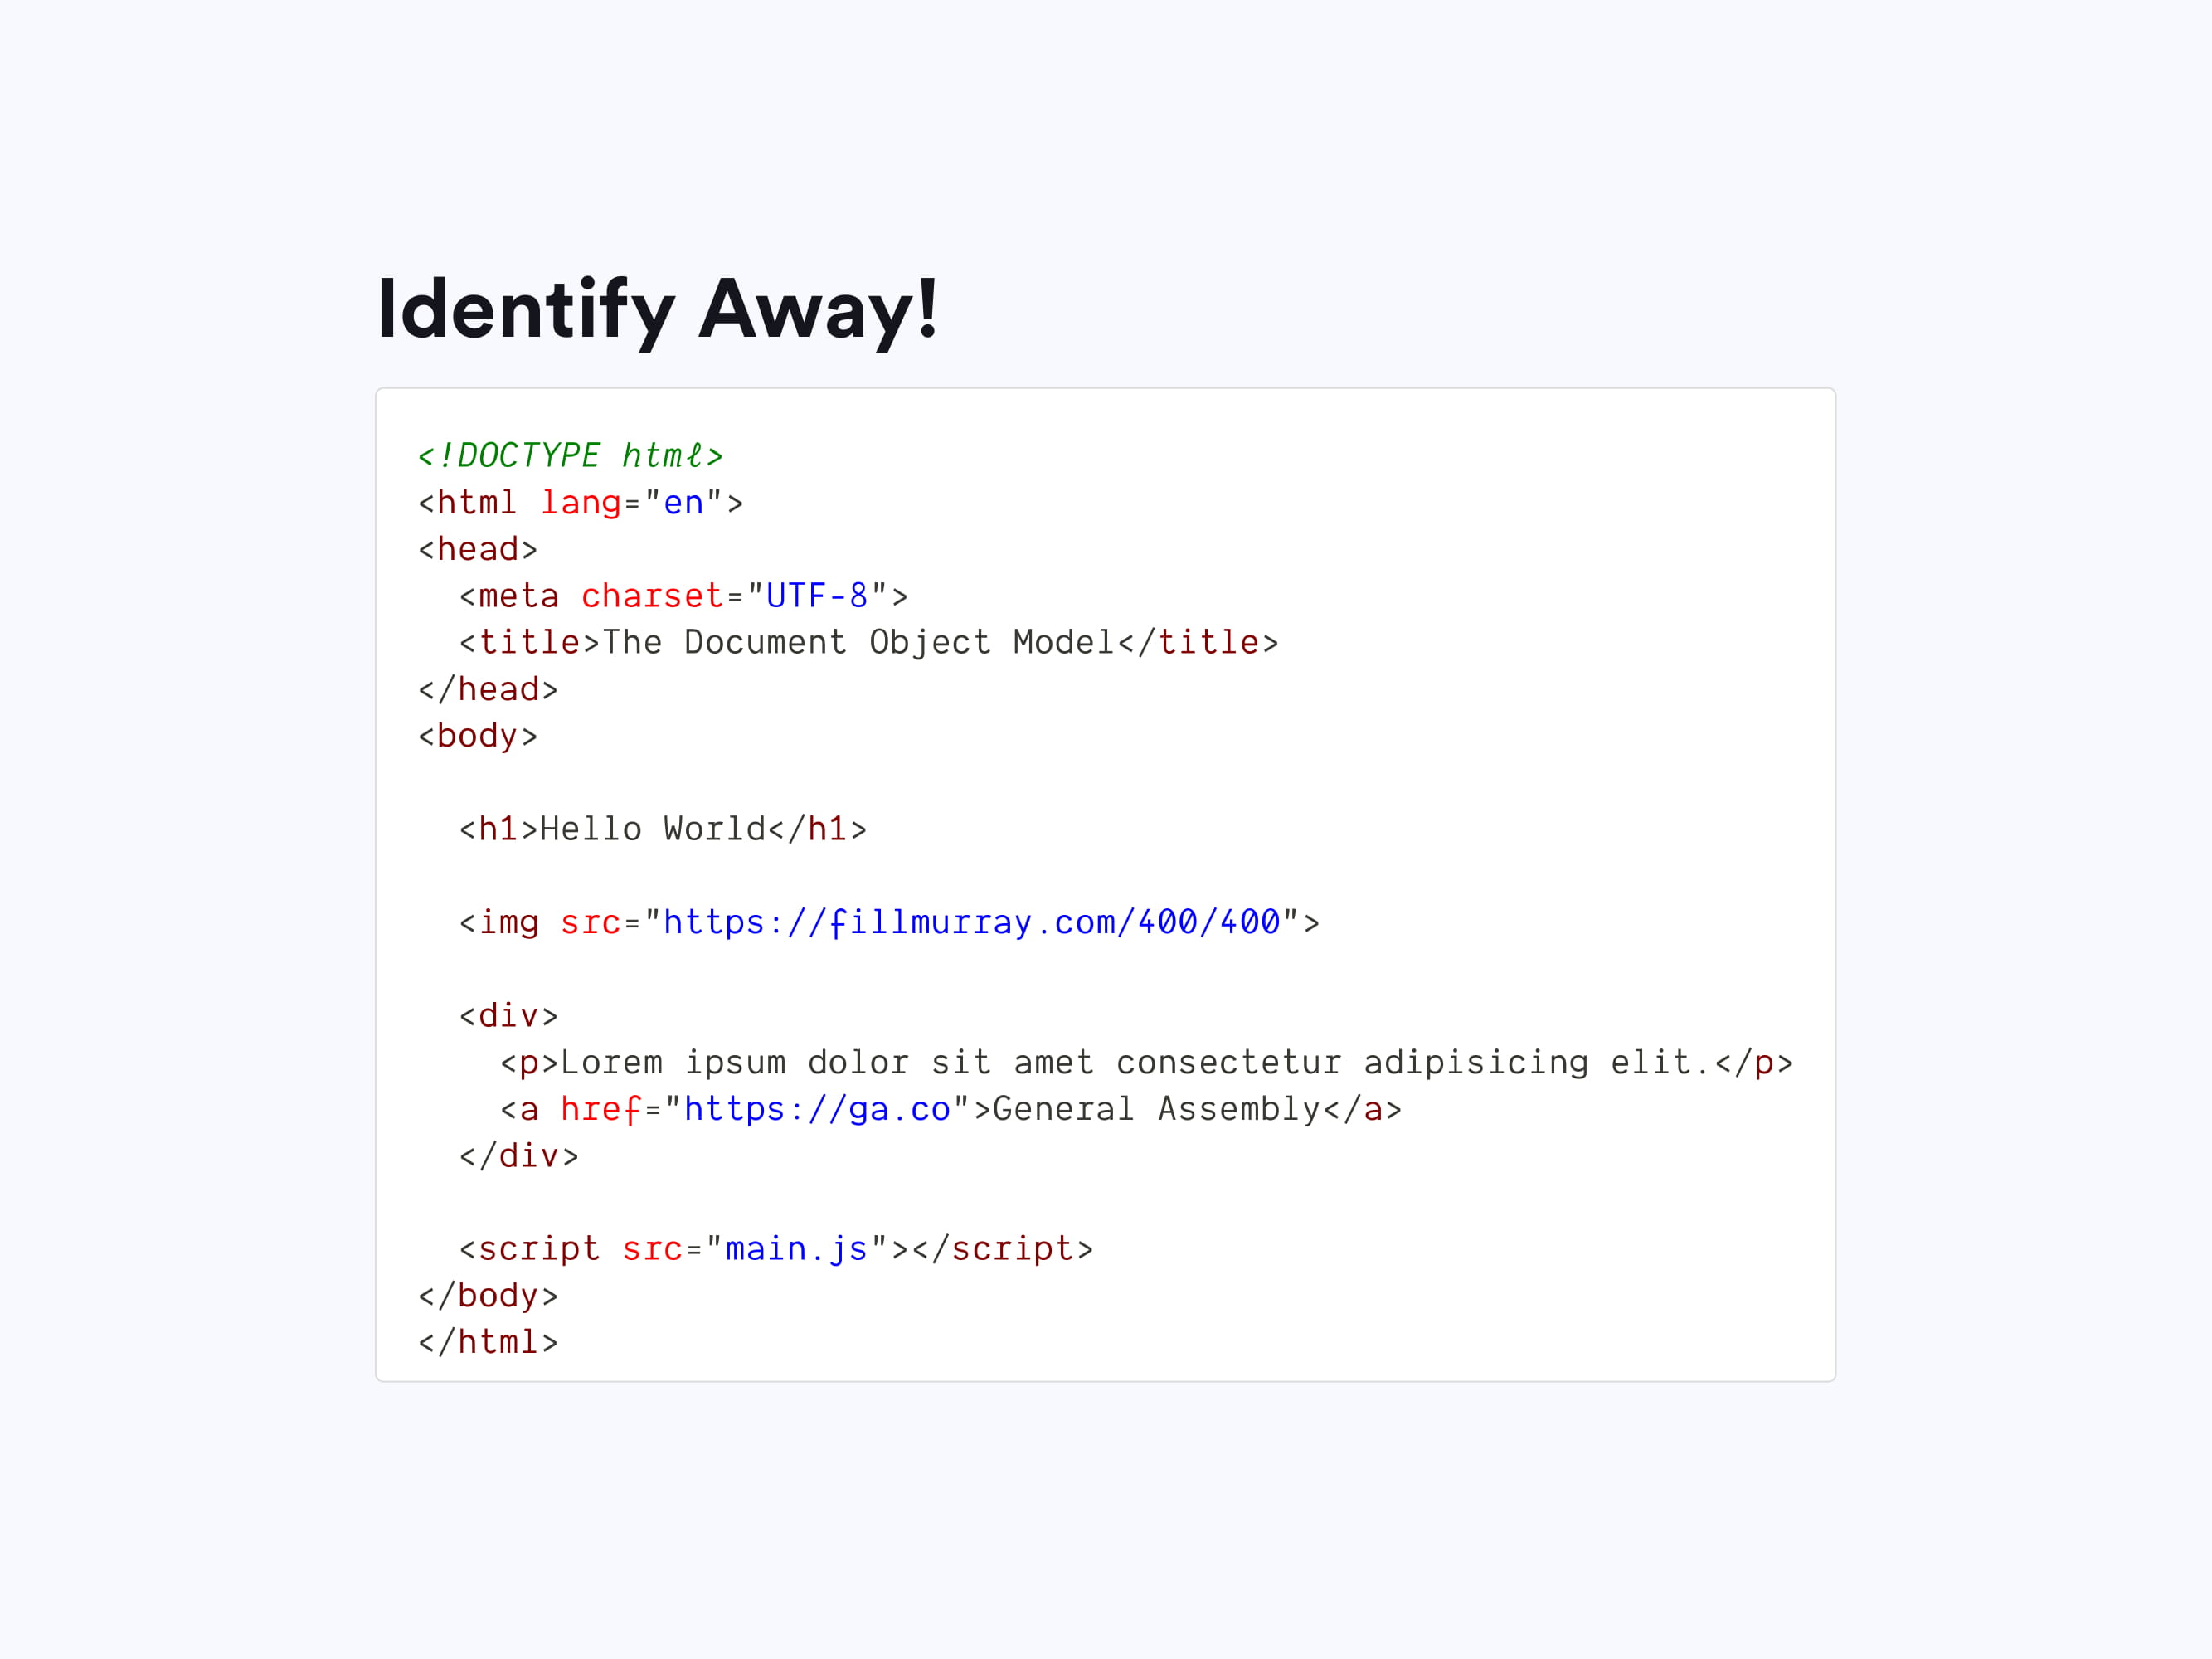 Identify Away!
<!DOCTYPE html>
<html lang="en">
<head>
  <meta charset="UTF-8">
  <title>The Document Object Model</title>
</head>
<body>

  <h1>Hello World</h1>

  <img src="https://fillmurray.com/400/400">

  <div>
    <p>Lorem ipsum dolor sit amet consectetur adipisicing elit.</p>
    <a href="https://ga.co">General Assembly</a>
  </div>

  <script src="main.js"></script>
</body>
</html>